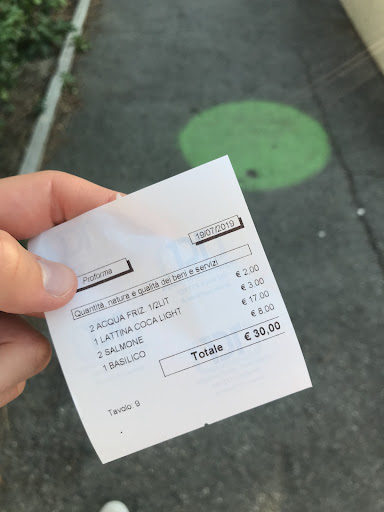 19/07/2019
Proforma
Quantità, natura e qualità dei beni e servizi
2 ACQUA FRIZ 1/2LIT € 2.00
1 LATTINA COCA LIGHT € 3.00
2 SALMONE € 17.00
1 BASILICO € 8.00
Totale € 30,00
Tavolo: 9